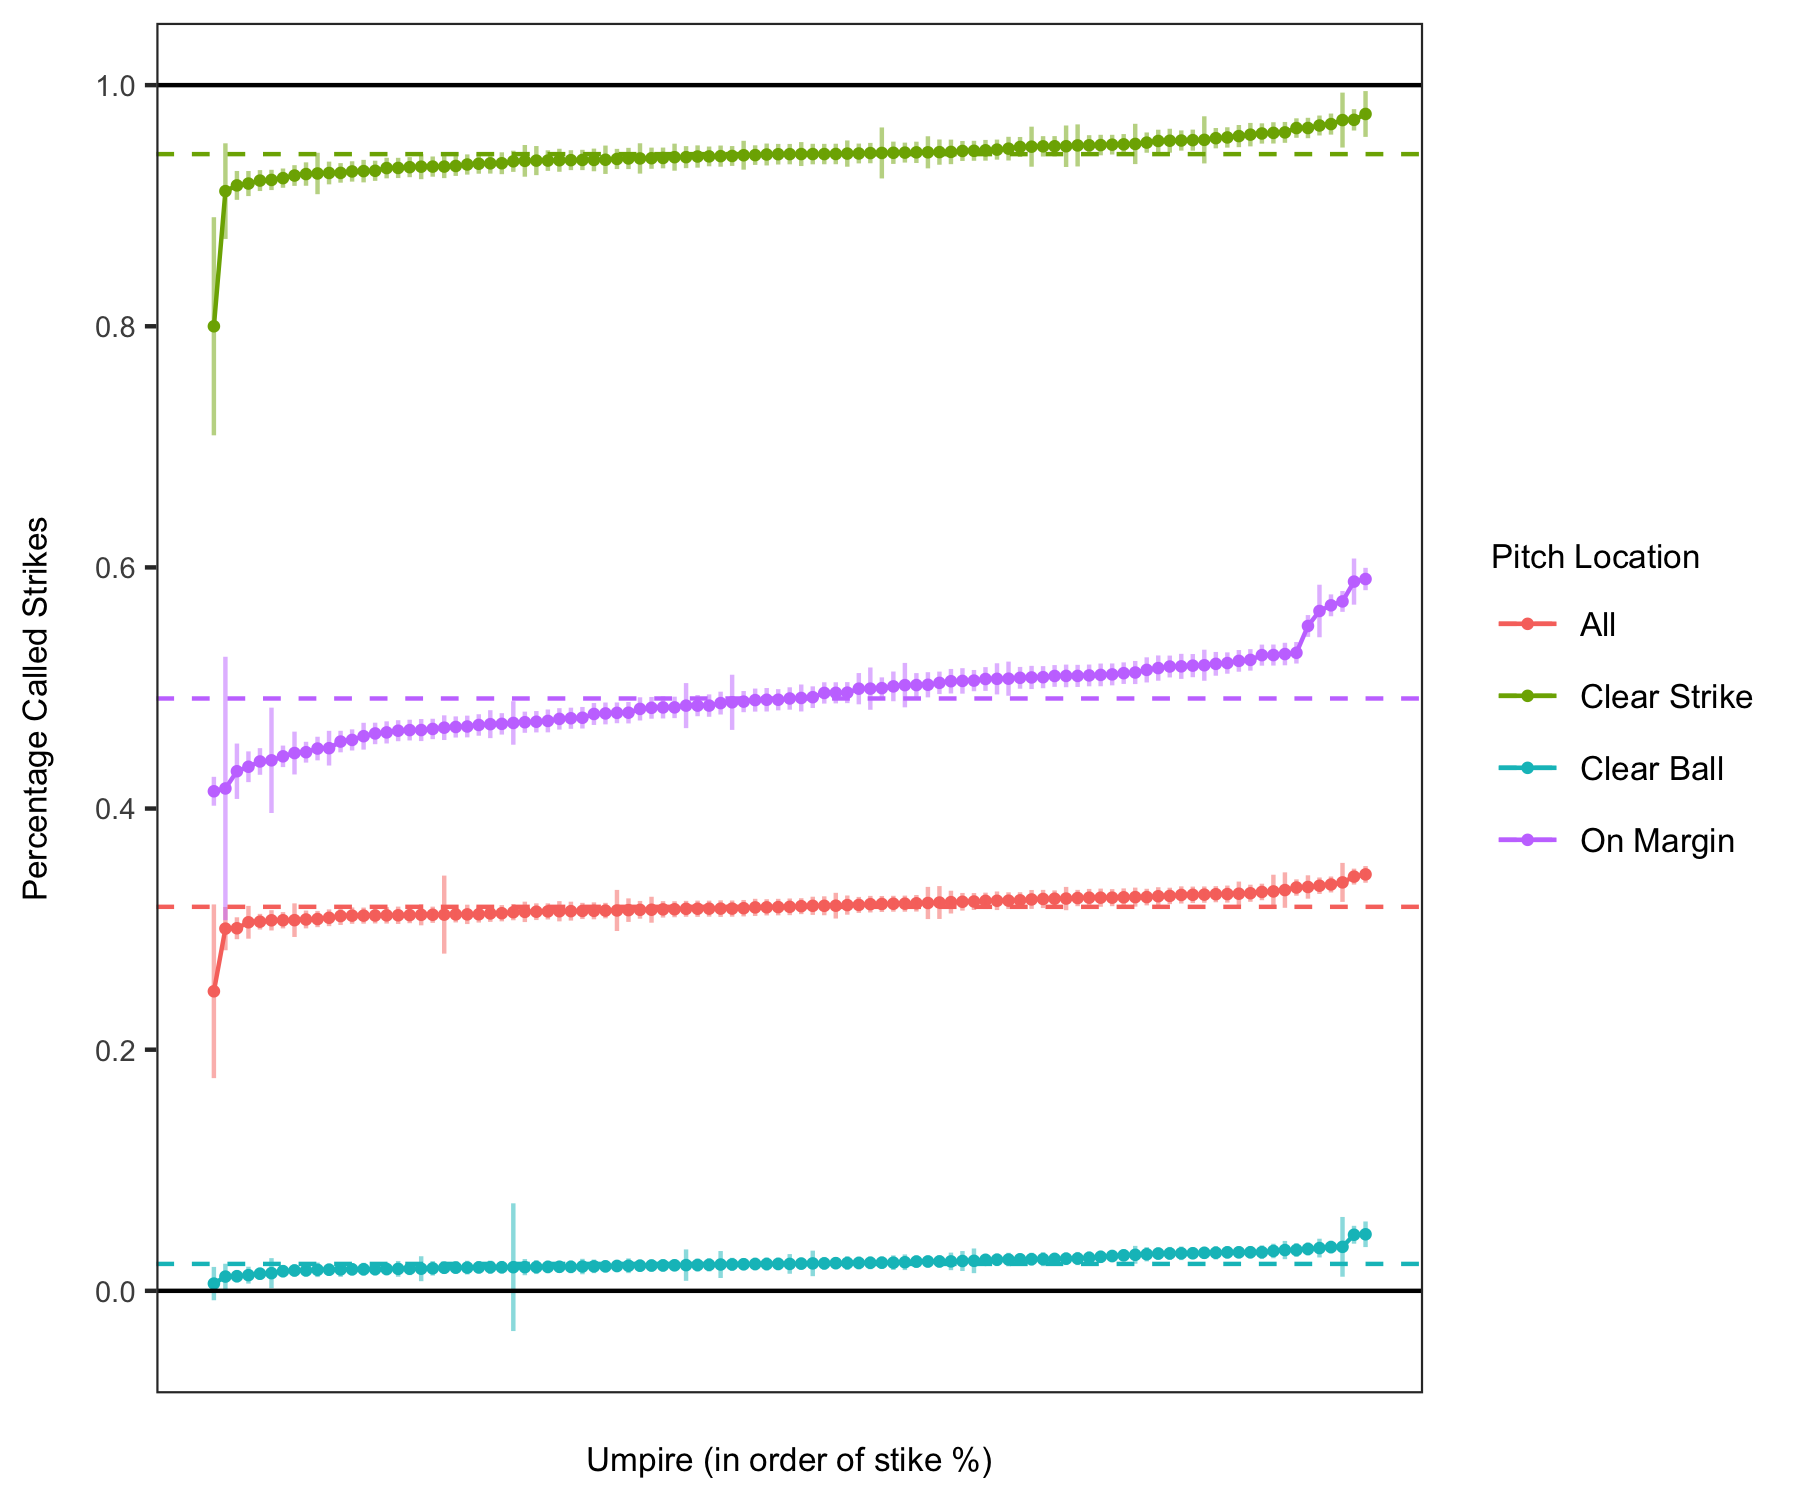 Percentage Called Strikes
1.0
0.8
0.6
0.4
0.2
0.0
Umpire (in order of stike %)
Pitch Location
All
Clear Strike
Clear Ball
On Margin